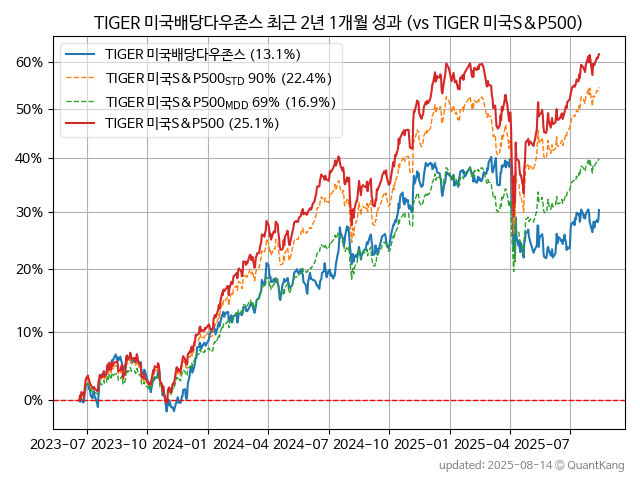 TIGER 미국배당다우존스 최근 2년 1개월 성과 (vs TIGER 미국S&P500)
TIGER 미국배당다우존스 (13.1%)
TIGER 미국S&P500STD 90% (22.4%)
TIGER 미국S&P500MDD 69% (16.9%)
TIGER 미국S&P500 (25.1%)
60%
50%
40%
30%
20%
10%
0%
2023-07 2023-10 2024-01 2024-04 2024-07 2024-10 2025-01 2025-04 2025-07
updated: 2025-08-14 © QuantKang